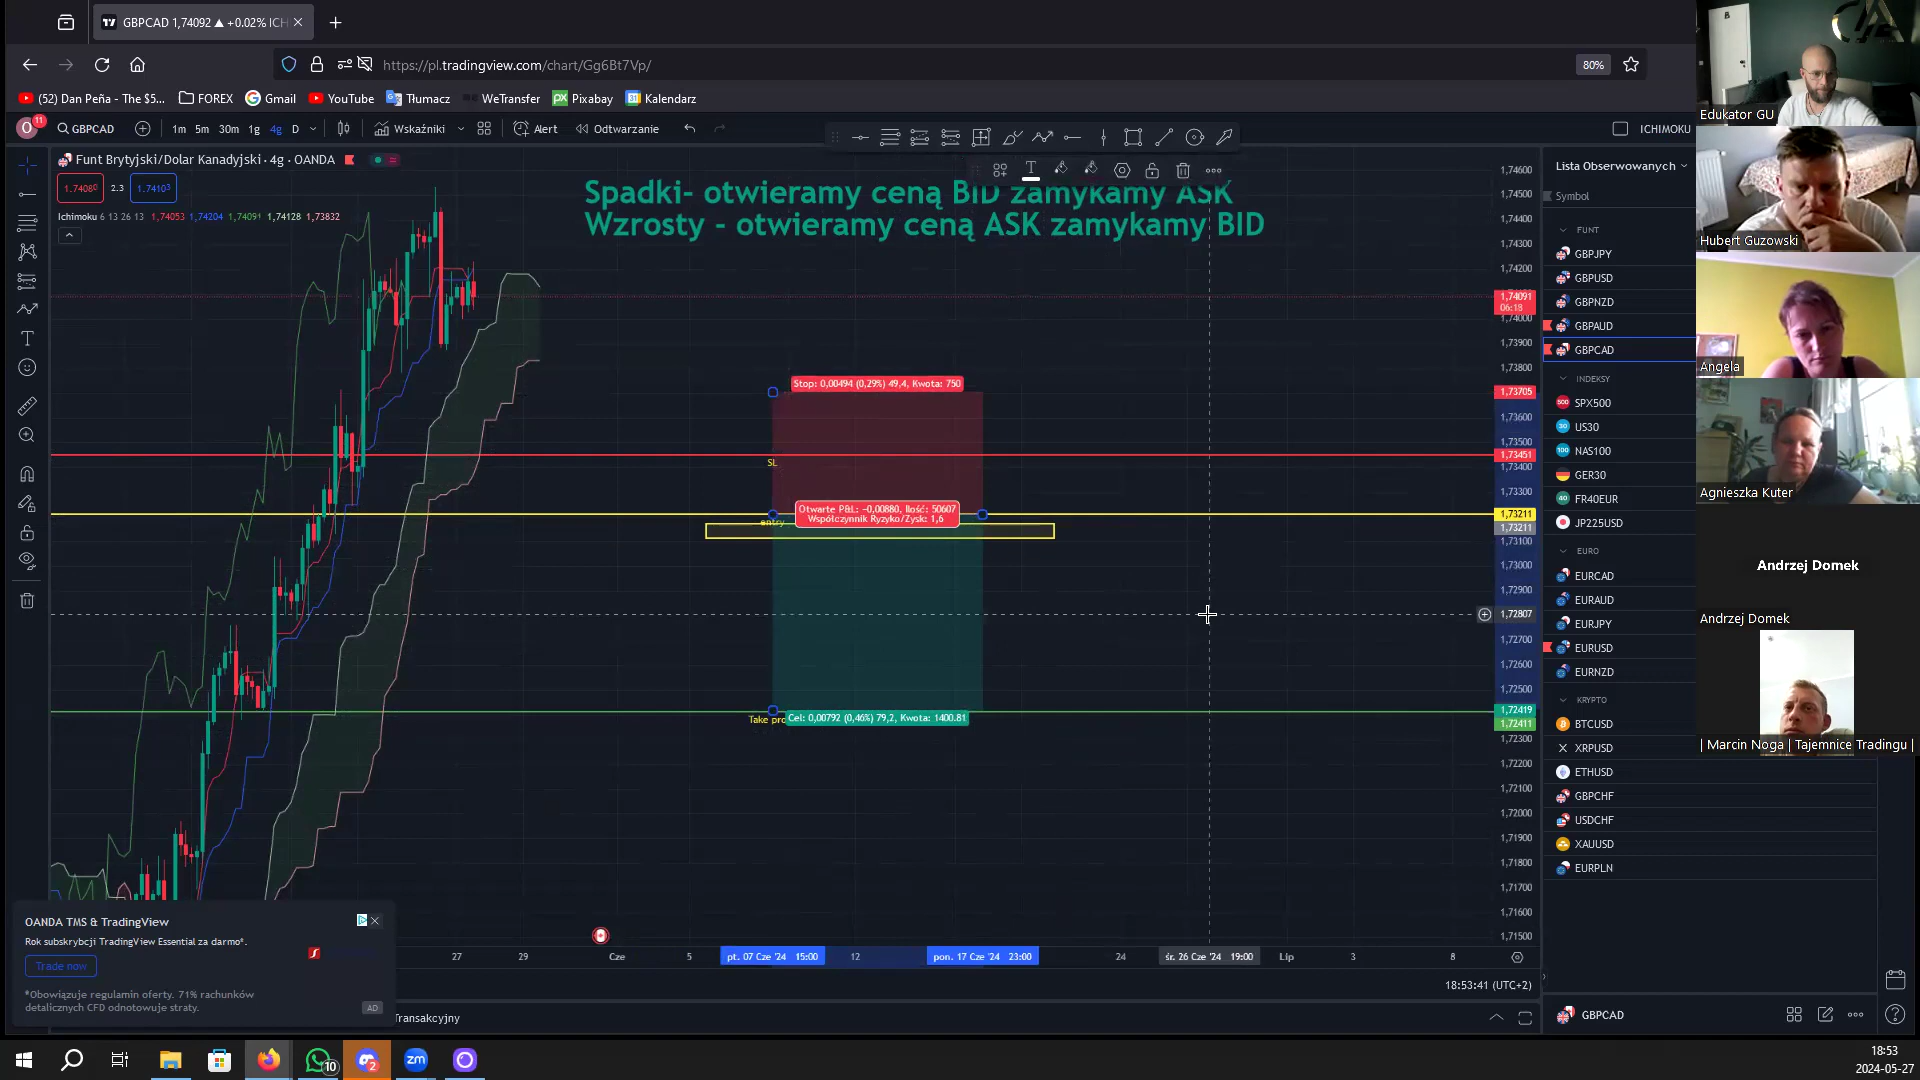 GBPCAD 1,74092 ▲ +0.02% ICH
https://pl.tradingview.com/chart/Gg6Bt7Vp/
80%
(52) Dan Peña - The $5...
FOREX
Gmail
YouTube
Tłumacz
WeTransfer
Pixabay
Kalendarz
11
GBPCAD
1m 5m 30m 1g 4g D
Wskaźniki
Alert
Odtwarzanie
ICHIMOKU
Funt Brytyjski/Dolar Kanadyjski · 4g · OANDA
1.74080 2.3 1.74103
Ichimoku 6 13 26 13 1,74053 1,74204 1,74091 1,74128 1,73832
Spadki- otwieramy ceną BID zamykamy ASK
Wzrosty - otwieramy ceną ASK zamykamy BID
Stop: 0,00494 (0,29%) 49,4, Kwota: 750
SL
Otwarte P&L: -0,00880, Ilość: 50607
Współczynnik Ryzyko/Zysk: 1,6
entry
Take pro
Cel: 0,00792 (0,46%) 79,2, Kwota: 1400.81
1,74600
1,74500
1,74400
1,74300
1,74200
1,74091
06:18
1,74000
1,73900
1,73800
1,73705
1,73600
1,73500
1,73451
1,73400
1,73300
1,73211
1,73211
1,73100
1,73000
1,72900
1,72807
1,72700
1,72600
1,72500
1,72419
1,72411
1,72300
1,72200
1,72100
1,72000
1,71900
1,71800
1,71700
1,71600
1,71500
27 29 Cze 5 pt. 07 Cze '24 15:00 12 pon. 17 Cze '24 23:00 24 śr. 26 Cze '24 19:00 Lip 3 8
18:53:41 (UTC+2)
OANDA TMS & TradingView
Rok subskrybcji TradingView Essential za darmo*.
Trade now
*Obowiązuje regulamin oferty. 71% rachunków
detalicznych CFD odnotowuje straty.
AD
Transakcyjny
Lista Obserwowanych
Symbol
FUNT
GBPJPY
GBPUSD
GBPNZD
GBPAUD
GBPCAD
INDEKSY
SPX500
US30
NAS100
GER30
FR40EUR
JP225USD
EURO
EURCAD
EURAUD
EURJPY
EURUSD
EURNZD
KRYPTO
BTCUSD
XRPUSD
ETHUSD
GBPCHF
USDCHF
XAUUSD
EURPLN
GBPCAD
Edukator GU
Hubert Guzowski
Angela
Agnieszka Kuter
Andrzej Domek
Andrzej Domek
| Marcin Noga | Tajemnice Tradingu |
10
2
zm
18:53
2024-05-27